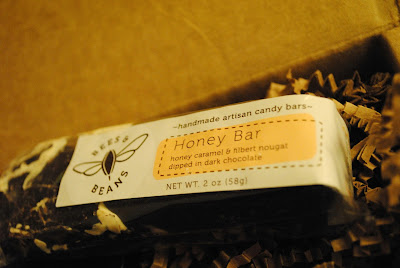 BEES &
BEANS
~handmade artisan candy bars~
Honey Bar
honey caramel & filbert nougat
dipped in dark chocolate
NET WT. 2 oz (58g)